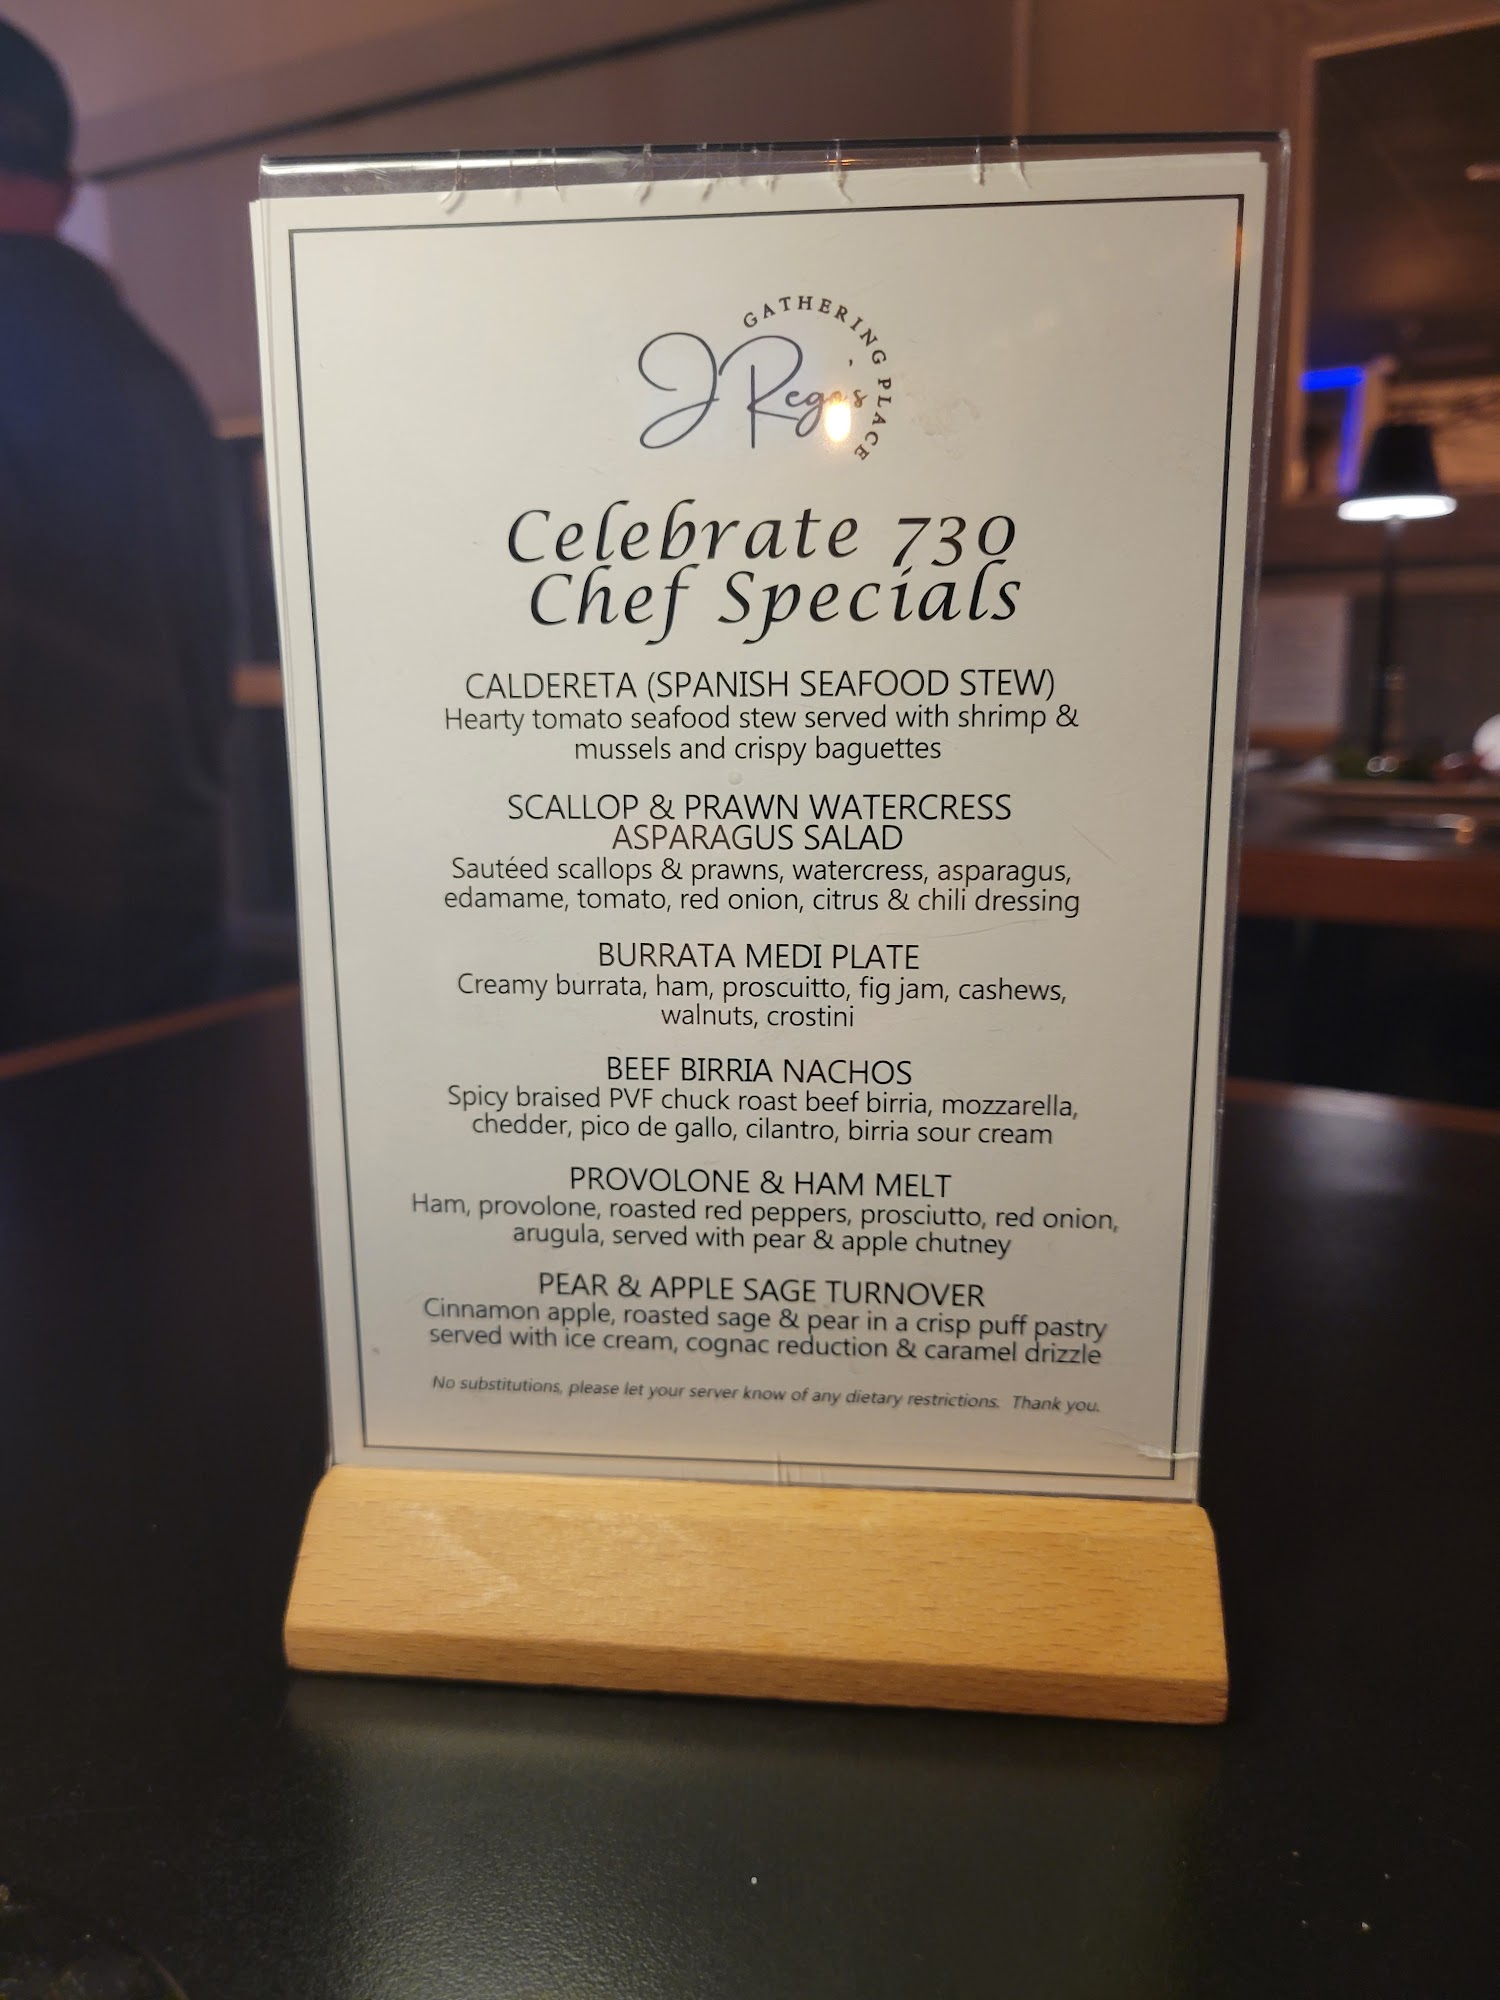 GATHERING PLACE
J Rego's
Celebrate 730
Chef Specials
CALDERETA (SPANISH SEAFOOD STEW)
Hearty tomato seafood stew served with shrimp &
mussels and crispy baguettes
SCALLOP & PRAWN WATERCRESS
ASPARAGUS SALAD
Sautéed scallops & prawns, watercress, asparagus,
edamame, tomato, red onion, citrus & chili dressing
BURRATA MEDI PLATE
Creamy burrata, ham, proscuitto, fig jam, cashews,
walnuts, crostini
BEEF BIRRIA NACHOS
Spicy braised PVF chuck roast beef birria, mozzarella,
chedder, pico de gallo, cilantro, birria sour cream
PROVOLONE & HAM MELT
Ham, provolone, roasted red peppers, prosciutto, red onion,
arugula, served with pear & apple chutney
PEAR & APPLE SAGE TURNOVER
Cinnamon apple, roasted sage & pear in a crisp puff pastry
served with ice cream, cognac reduction & caramel drizzle
No substitutions, please let your server know of any dietary restrictions. Thank you.